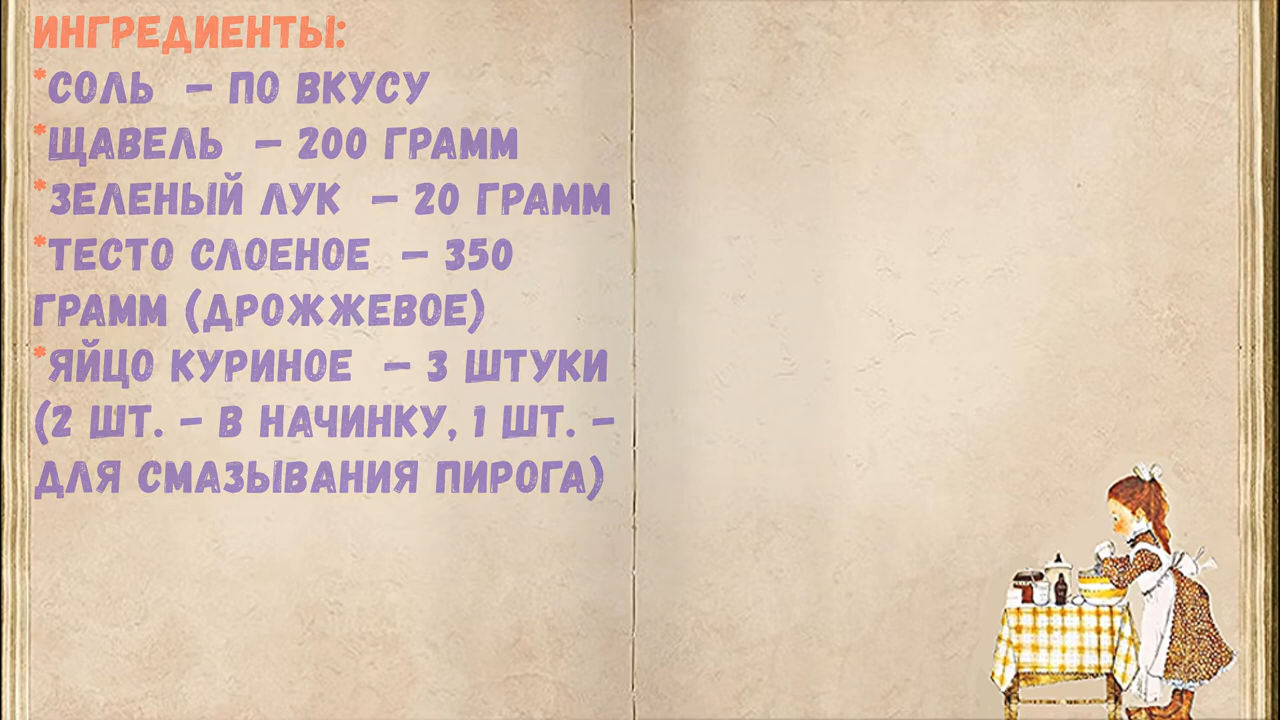 ИНГРЕДИЕНТЫ:
*СОЛЬ – ПО ВКУСУ
*ЩАВЕЛЬ – 200 ГРАММ
*ЗЕЛЕНЫЙ ЛУК – 20 ГРАММ
*ТЕСТО СЛОЕНОЕ – 350
ГРАММ (ДРОЖЖЕВОЕ)
*ЯЙЦО КУРИНОЕ – 3 ШТУКИ
(2 ШТ. – В НАЧИНКУ, 1 ШТ. –
ДЛЯ СМАЗЫВАНИЯ ПИРОГА)